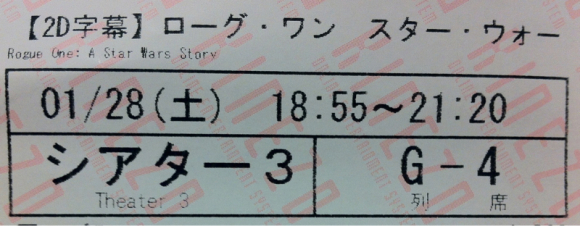 【2D字幕】ローグ・ワン　スター・ウォー
Rogue One: A Star Wars Story
01/28(土)　18:55～21:20
シアター3　G－4
Theater 3　列　席